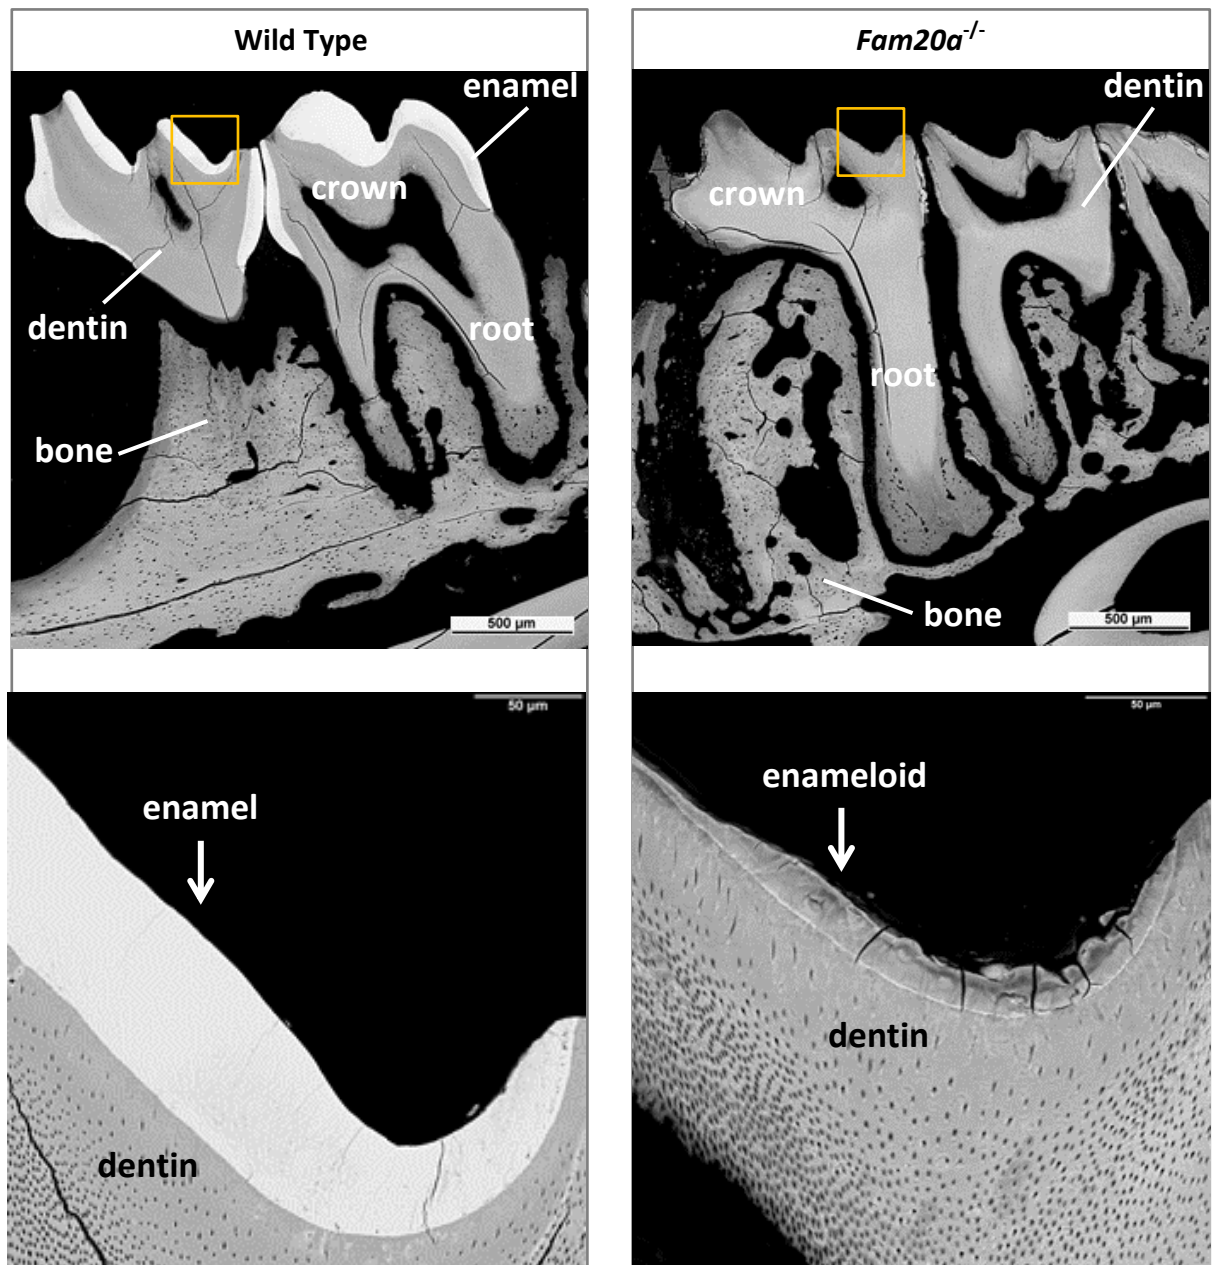 Wild Type
enamel
crown
dentin
root
bone
500 µm
Fam20a-/-
dentin
crown
root
bone
500 µm
50 µm
enamel
dentin
50 µm
enameloid
dentin